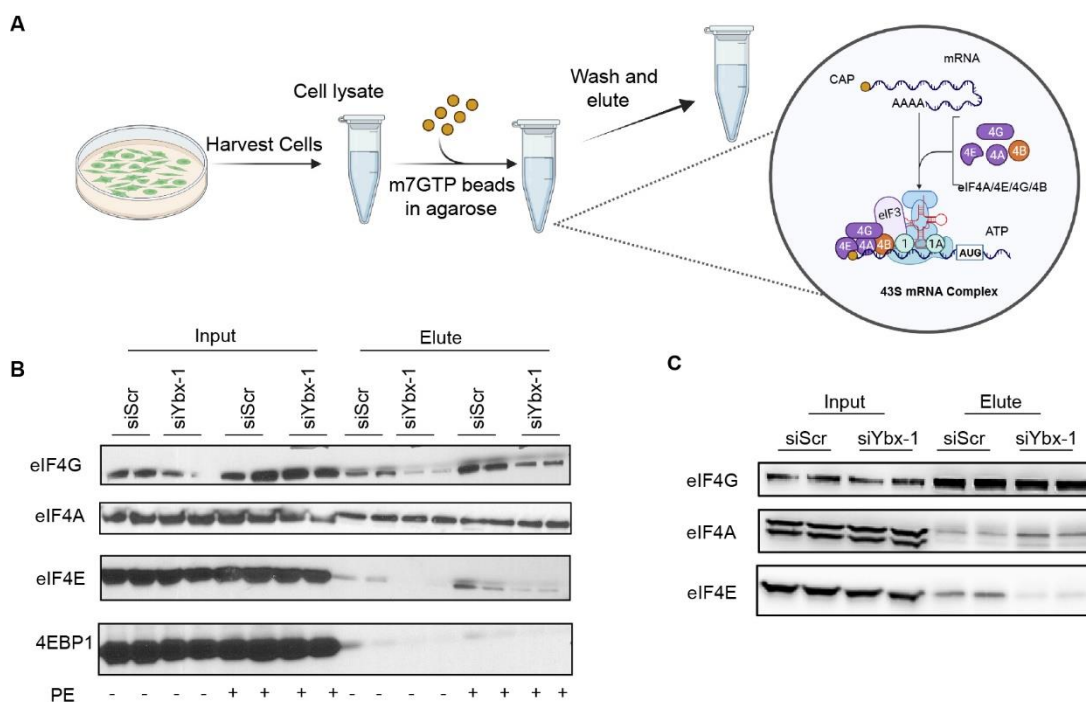 A
Harvest Cells
Cell lysate
m7GTP beads
in agarose
Wash and
elute
mRNA
CAP
AAAA
4G
4E 4A 4B
eIF4A/4E/4G/4B
eIF3
ATP
4G
4E 4A 4B 1 1A AUG
43S mRNA Complex
B
Input Elute
siScr siYbx-1 siScr siYbx-1 siScr siYbx-1 siScr siYbx-1
eIF4G
eIF4A
eIF4E
4EBP1
PE - - - - + + + + - - - - + + + +
C
Input Elute
siScr siYbx-1 siScr siYbx-1
eIF4G
eIF4A
eIF4E